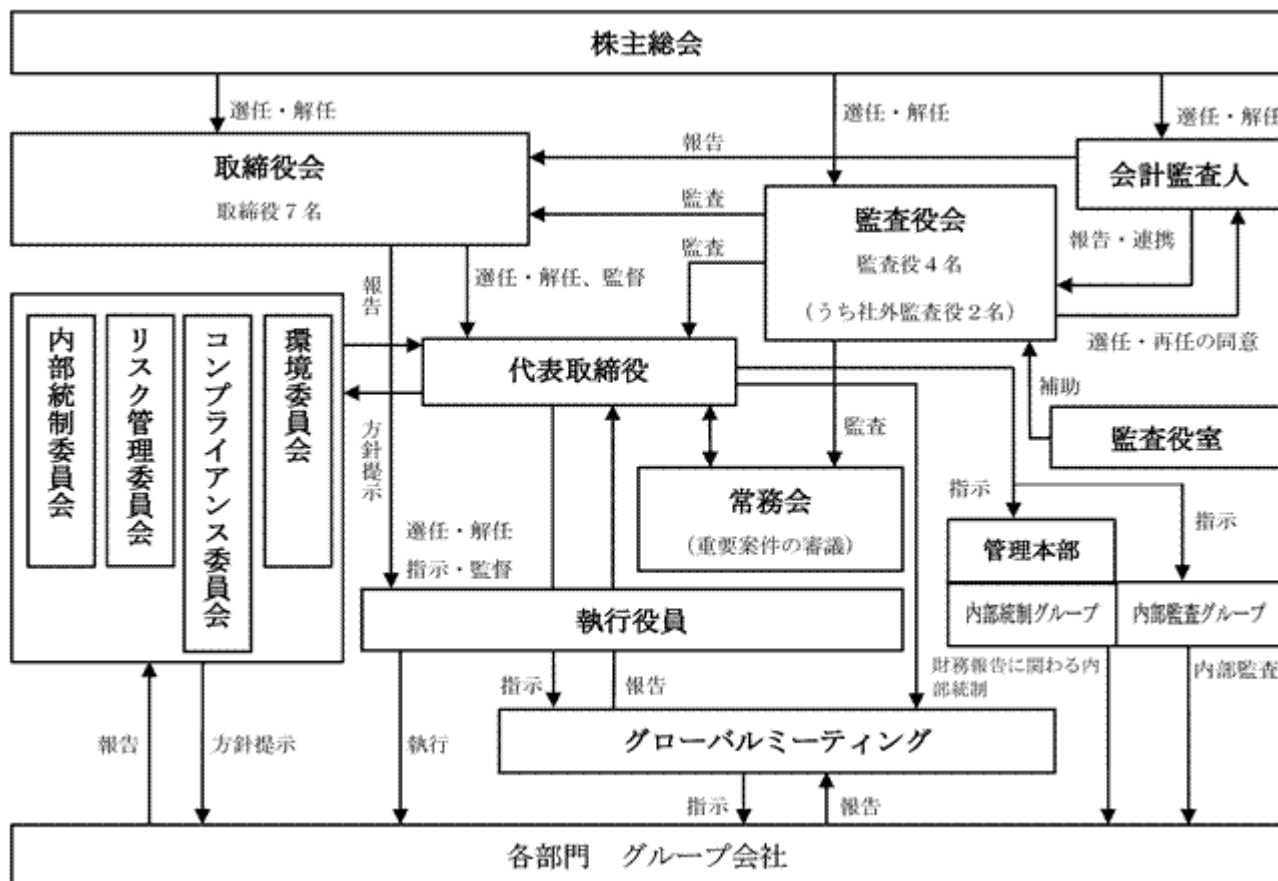 株主総会
選任・解任
選任・解任
選任・解任
報告
取締役会
取締役7名
会計監査人
監査
監査役会
監査役4名
(うち社外監査役2名)
監査
報告・連携
選任・解任、監督
報告
選任・再任の同意
内部統制委員会
リスク管理委員会
コンプライアンス委員会
環境委員会
代表取締役
補助
監査役室
方針提示
監査
常務会
(重要案件の審議)
指示
指示
選任・解任
指示・監督
管理本部
内部統制グループ
内部監査グループ
執行役員
指示
報告
財務報告に関わる内
部統制
内部監査
グローバルミーティング
報告
方針提示
執行
指示
報告
各部門 グループ会社